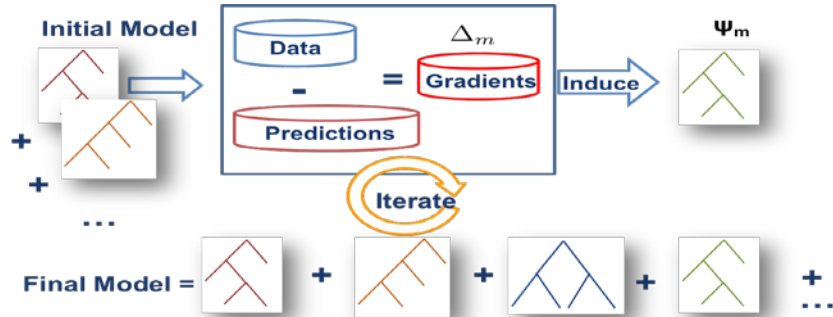 Initial Model
Data
-
Predictions
=
Δm
Gradients
Induce
Ψm
+
+
...
Iterate
Final Model = + + + + ...